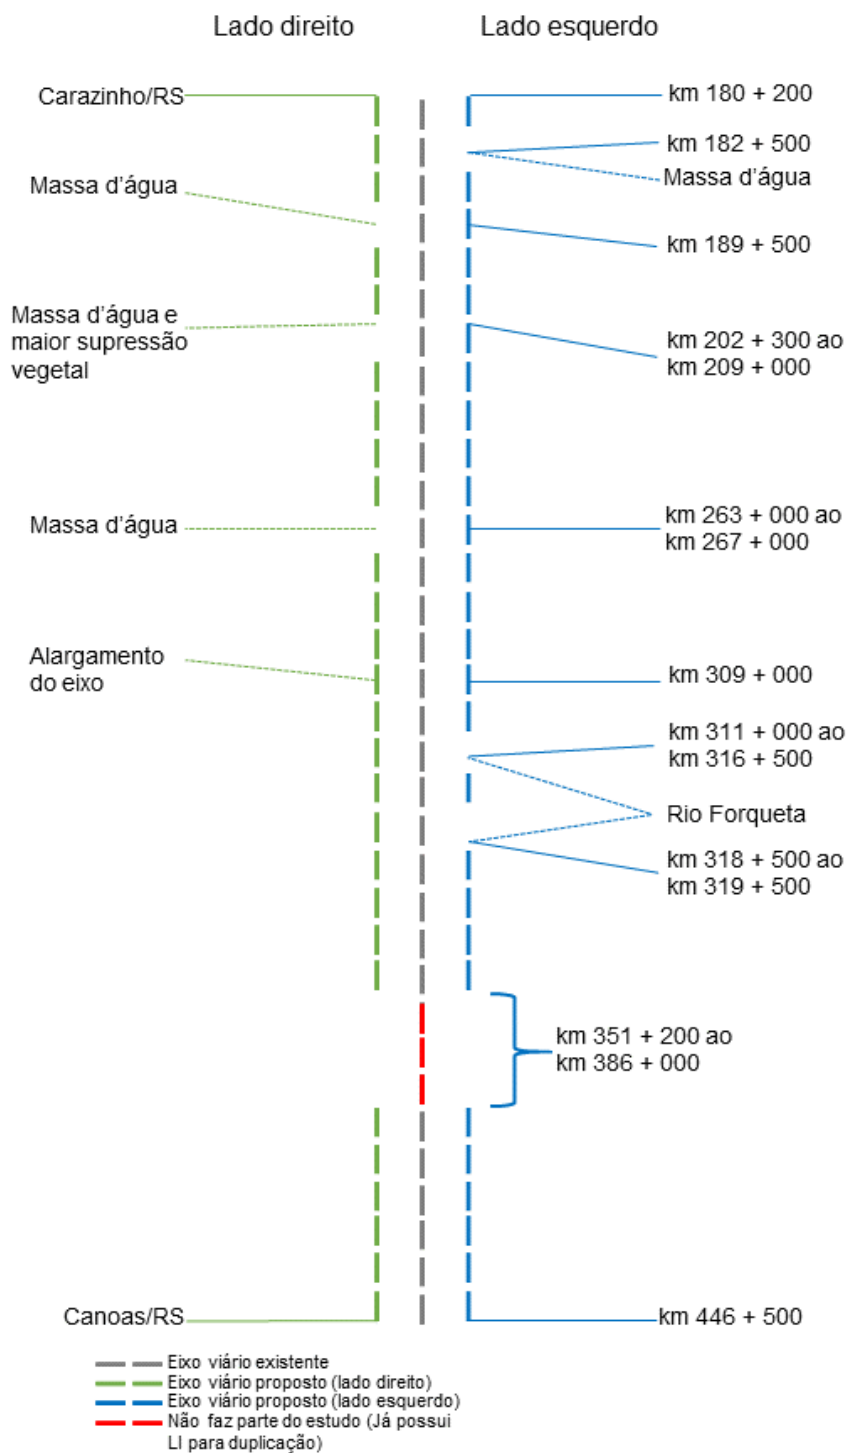 Lado direito
Lado esquerdo
Carazinho/RS
km 180 + 200
km 182 + 500
Massa d'água
Massa d'água
km 189 + 500
Massa d'água e
maior supressão
vegetal
km 202 + 300 ao
km 209 + 000
Massa d'água
km 263 + 000 ao
km 267 + 000
Alargamento
do eixo
km 309 + 000
km 311 + 000 ao
km 316 + 500
Rio Forqueta
km 318 + 500 ao
km 319 + 500
km 351 + 200 ao
km 386 + 000
Canoas/RS
km 446 + 500
Eixo viário existente
Eixo viário proposto (lado direito)
Eixo viário proposto (lado esquerdo)
Não faz parte do estudo (Já possui
LI para duplicação)